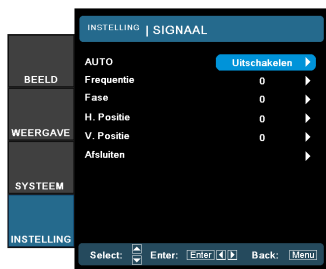 INSTELLING | SIGNAAL
AUTO Uitschakelen
Frequentie 0
Fase 0
H. Positie 0
V. Positie 0
Afsluiten
BEELD
WEERGAVE
SYSTEEM
INSTELLING
Select: Enter: Enter Back: Menu